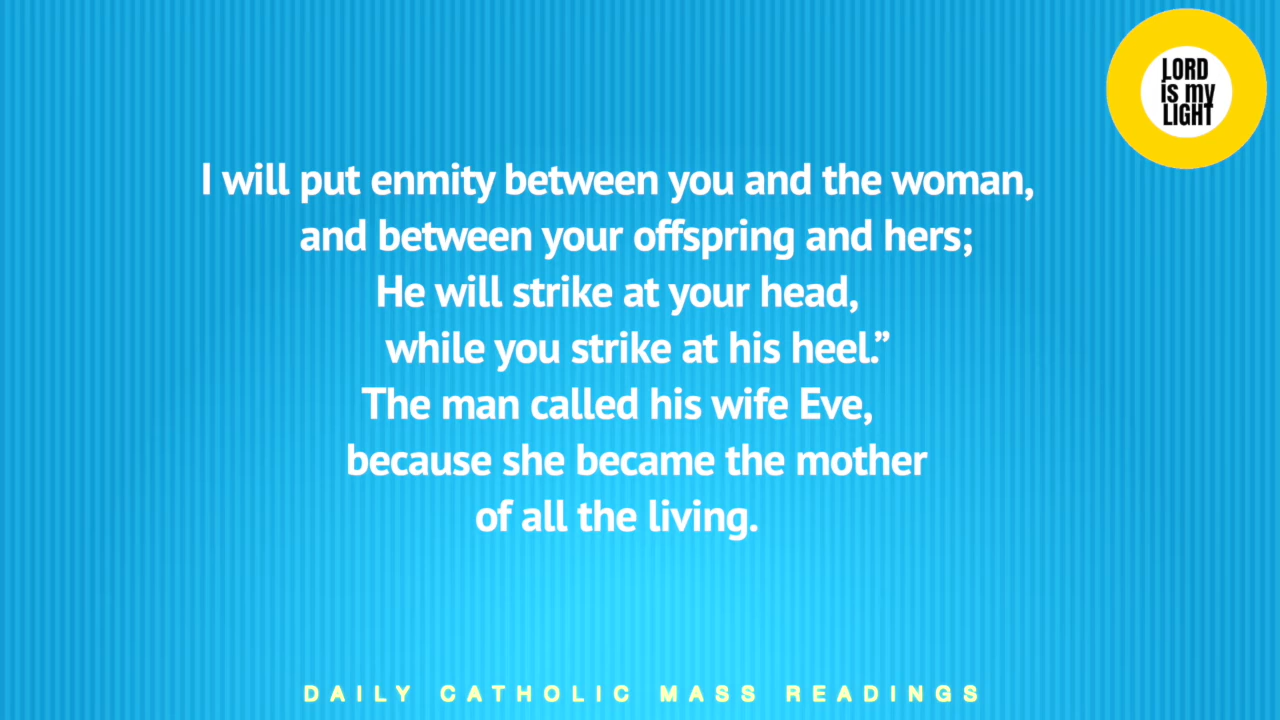 LORD
is my
LIGHT
I will put enmity between you and the woman,
and between your offspring and hers;
He will strike at your head,
while you strike at his heel.”
The man called his wife Eve,
because she became the mother
of all the living.
DAILY CATHOLIC MASS READINGS